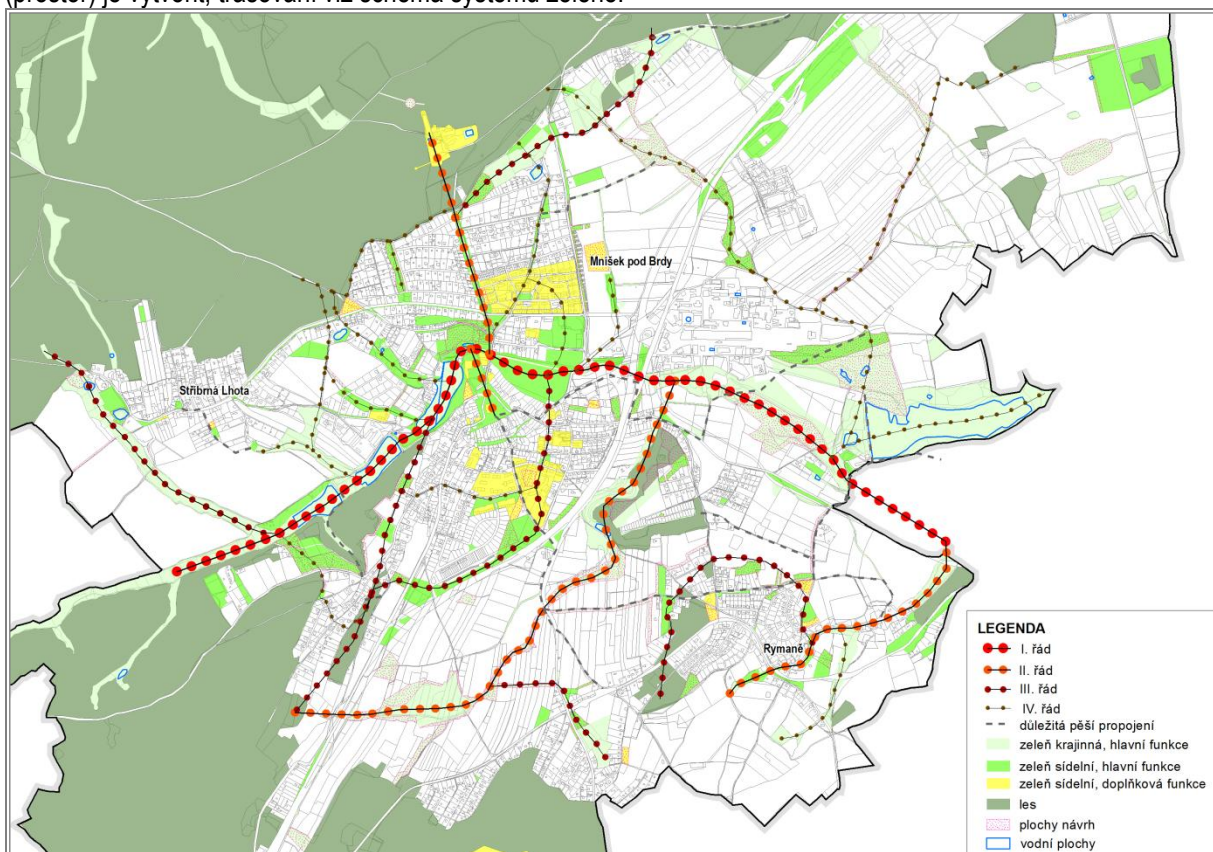 (prostor) je vytvořit, trasování viz schéma systému zeleně.
Mníšek pod Brdy
Stříbrná Lhota
Rymaně
LEGENDA
I. řád
II. řád
III. řád
IV. řád
důležitá pěší propojení
zeleň krajinná, hlavní funkce
zeleň sídelní, hlavní funkce
zeleň sídelní, doplňková funkce
les
plochy návrh
vodní plochy